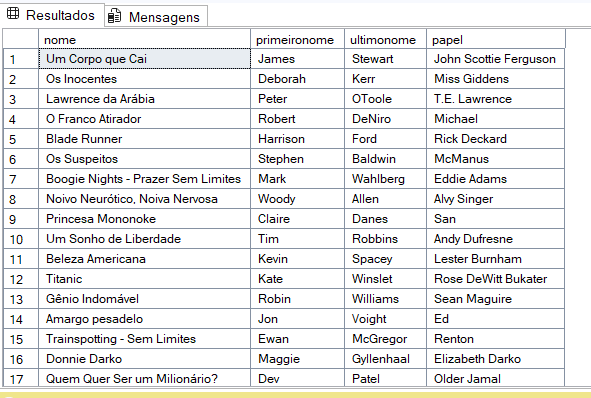 Resultados Mensagens
nome primeironome ultimonome papel
1 Um Corpo que Cai James Stewart John Scottie Ferguson
2 Os Inocentes Deborah Kerr Miss Giddens
3 Lawrence da Arábia Peter OToole T.E. Lawrence
4 O Franco Atirador Robert DeNiro Michael
5 Blade Runner Harrison Ford Rick Deckard
6 Os Suspeitos Stephen Baldwin McManus
7 Boogie Nights - Prazer Sem Limites Mark Wahlberg Eddie Adams
8 Noivo Neurótico, Noiva Nervosa Woody Allen Alvy Singer
9 Princesa Mononoke Claire Danes San
10 Um Sonho de Liberdade Tim Robbins Andy Dufresne
11 Beleza Americana Kevin Spacey Lester Burnham
12 Titanic Kate Winslet Rose DeWitt Bukater
13 Gênio Indomável Robin Williams Sean Maguire
14 Amargo pesadelo Jon Voight Ed
15 Trainspotting - Sem Limites Ewan McGregor Renton
16 Donnie Darko Maggie Gyllenhaal Elizabeth Darko
17 Quem Quer Ser um Milionário? Dev Patel Older Jamal